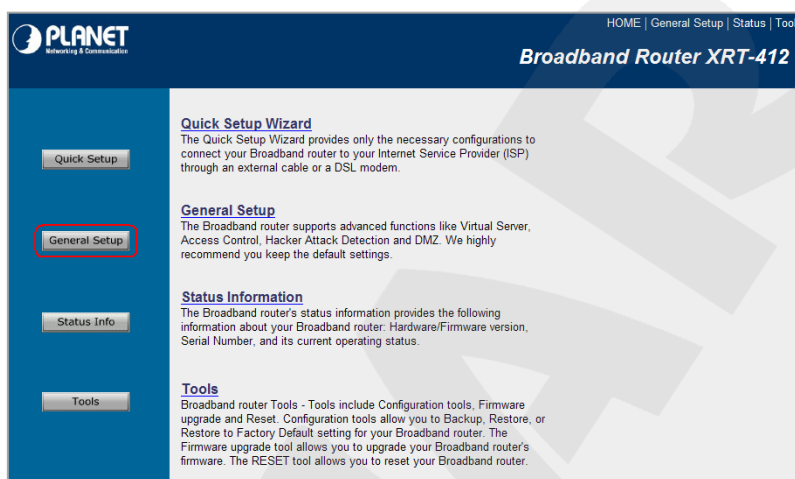 PLANET
Networking & Communication
HOME | General Setup | Status | Tool
Broadband Router XRT-412
Quick Setup
Quick Setup Wizard
The Quick Setup Wizard provides only the necessary configurations to
connect your Broadband router to your Internet Service Provider (ISP)
through an external cable or a DSL modem.
General Setup
General Setup
The Broadband router supports advanced functions like Virtual Server,
Access Control, Hacker Attack Detection and DMZ. We highly
recommend you keep the default settings.
Status Info
Status Information
The Broadband router's status information provides the following
information about your Broadband router: Hardware/Firmware version,
Serial Number, and its current operating status.
Tools
Tools
Broadband router Tools - Tools include Configuration tools, Firmware
upgrade and Reset. Configuration tools allow you to Backup, Restore, or
Restore to Factory Default setting for your Broadband router. The
Firmware upgrade tool allows you to upgrade your Broadband router's
firmware. The RESET tool allows you to reset your Broadband router.